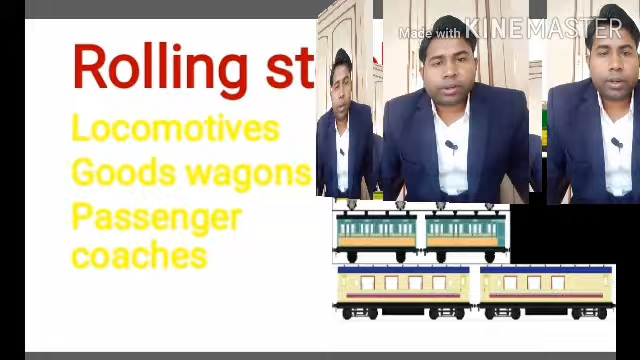 Made with KINEMASTER
Rolling st
Locomotives
Goods wagons
Passenger
coaches